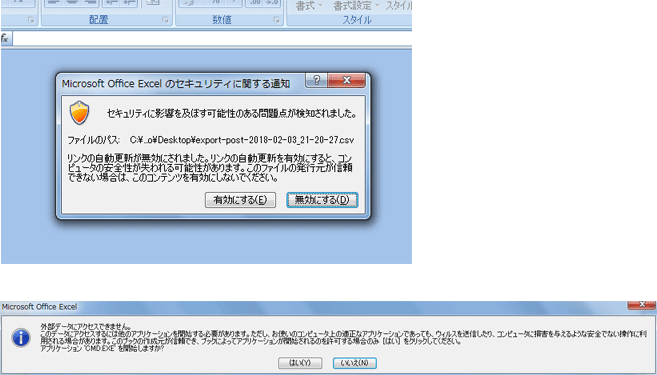 書式 書式設定 スタイル
配置 数値 スタイル
fx
Microsoft Office Excel のセキュリティに関する通知
セキュリティに影響を及ぼす可能性のある問題点が検知されました。
ファイルのパス: C:¥...o¥Desktop¥export-post-2018-02-03_21-20-27.csv
リンクの自動更新が無効にされました。リンクの自動更新を有効にすると、コン
ピュータの安全性が失われる可能性があります。このファイルの発行元が信頼
できない場合は、このコンテンツを有効にしないでください。
有効にする(E) 無効にする(D)
Microsoft Office Excel
外部データにアクセスできません。
このデータにアクセスするには他のアプリケーションを開始する必要があります。ただし、お使いのコンピュータ上の適正なアプリケーションであっても、ウィルスを送信したり、コンピュータに損害を与えるような安全でない操作に利
用される場合があります。このブックの作成元が信頼でき、ブックによってアプリケーションが開始されるのを許可する場合のみ [はい] をクリックしてください。
アプリケーション 'CMD.EXE' を開始しますか?
はい(Y) いいえ(N)